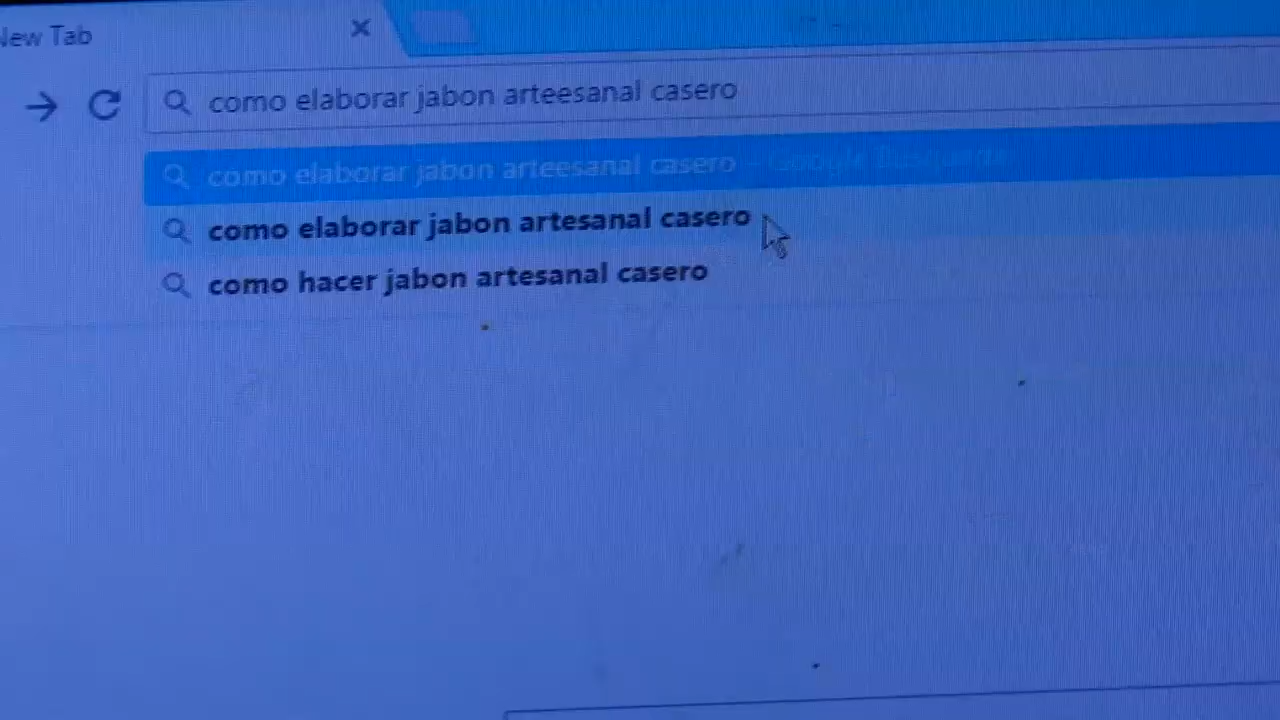 New Tab
como elaborar jabon arteesanal casero
como elaborar jabon arteesanal casero - Google
como elaborar jabon artesanal casero
como hacer jabon artesanal casero